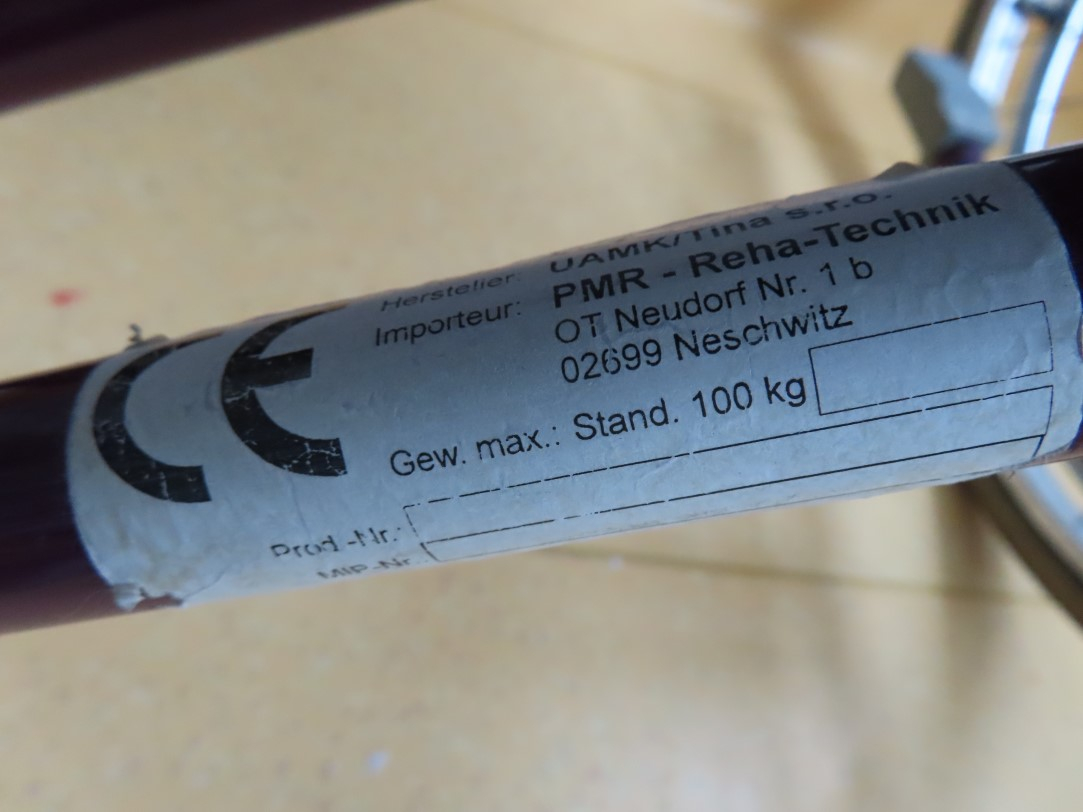 CE
Hersteller: UAMK/Tina s.r.o.
Importeur: PMR - Reha-Technik
OT Neudorf Nr. 1 b
02699 Neschwitz
Gew. max.: Stand. 100 kg
Prod.-Nr.: